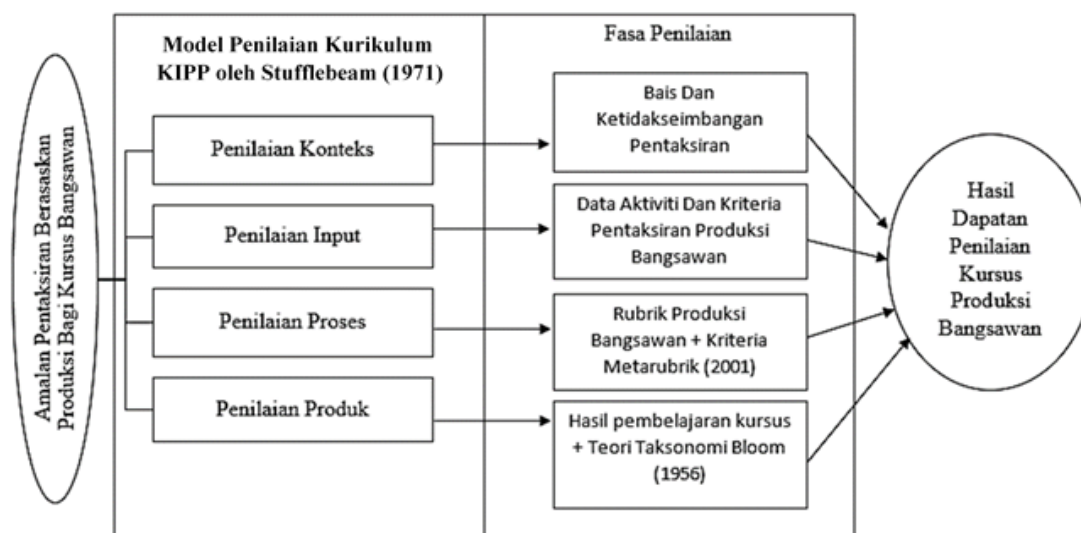 Amalan Pentaksiran Berasaskan
Produksi Bagi Kursus Bangsawan
Model Penilaian Kurikulum
KIPP oleh Stufflebeam (1971)
Penilaian Konteks
Penilaian Input
Penilaian Proses
Penilaian Produk
Fasa Penilaian
Bais Dan
Ketidakseimbangan
Pentaksiran
Data Aktiviti Dan Kriteria
Pentaksiran Produksi
Bangsawan
Rubrik Produksi
Bangsawan + Kriteria
Metarubrik (2001)
Hasil pembelajaran kursus
+ Teori Taksonomi Bloom
(1956)
Hasil
Dapatan
Penilaian
Kursus
Produksi
Bangsawan